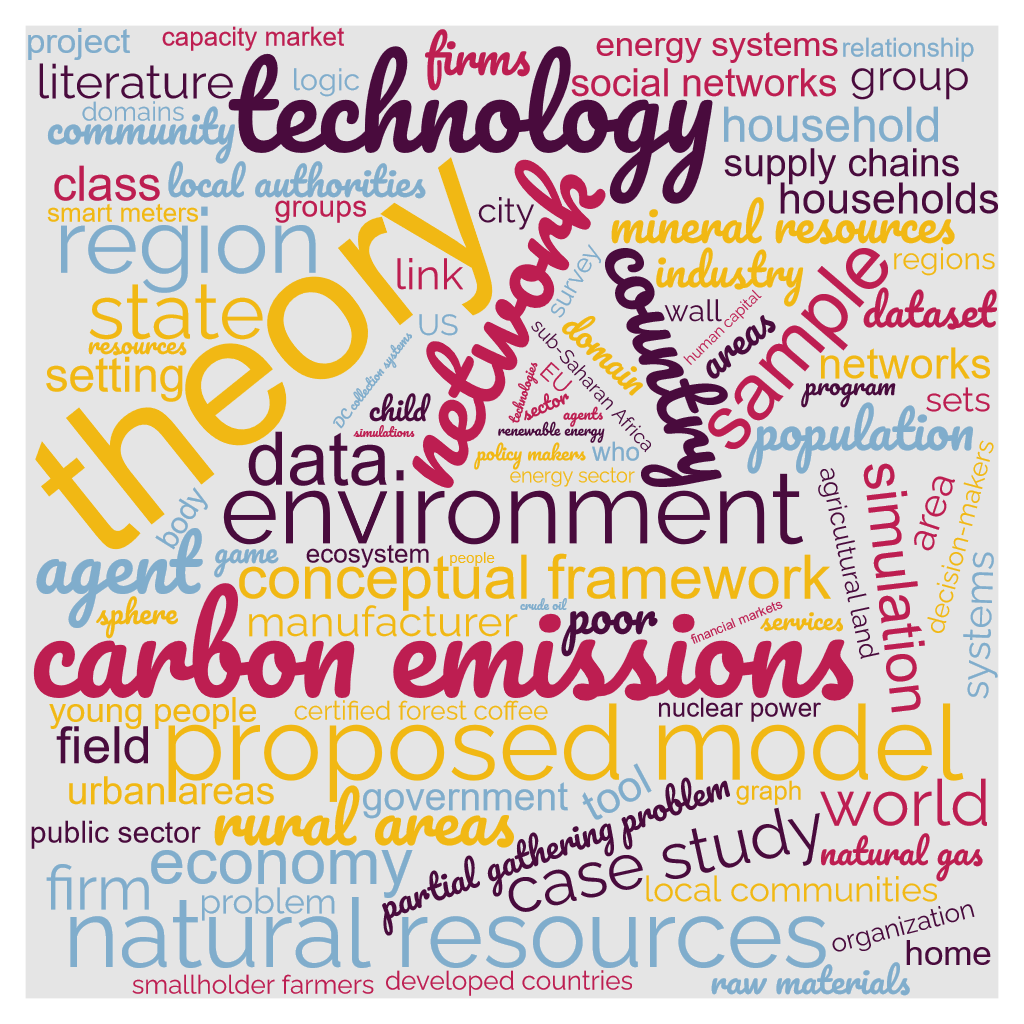 project
capacity market
firms
energy systems
relationship
literature
logic
technology
social networks
group
domains
community
household
supply chains
class
local authorities
households
smart meters
groups
city
network
mineral resources
region
theory
link
survey
country
industry
sample
regions
state
US
wall
human capital
dataset
resources
DC collection systems
sub-Saharan Africa
domain
areas
setting
EU
technologies
networks
program
child
sector
agents
sets
simulations
renewable energy
population
data
policy makers
who
energy sector
environment
body
agricultural land
simulation
area
decision-makers
agent
game
ecosystem
people
conceptual framework
systems
sphere
manufacturer
crude oil
poor
financial markets
services
carbon emissions
young people
certified forest coffee
nuclear power
field
proposed model
urban areas
government
tool
graph
world
public sector
rural areas
partial gathering problem
case study
natural gas
economy
firm
problem
local communities
natural resources
organization
home
smallholder farmers
developed countries
raw materials